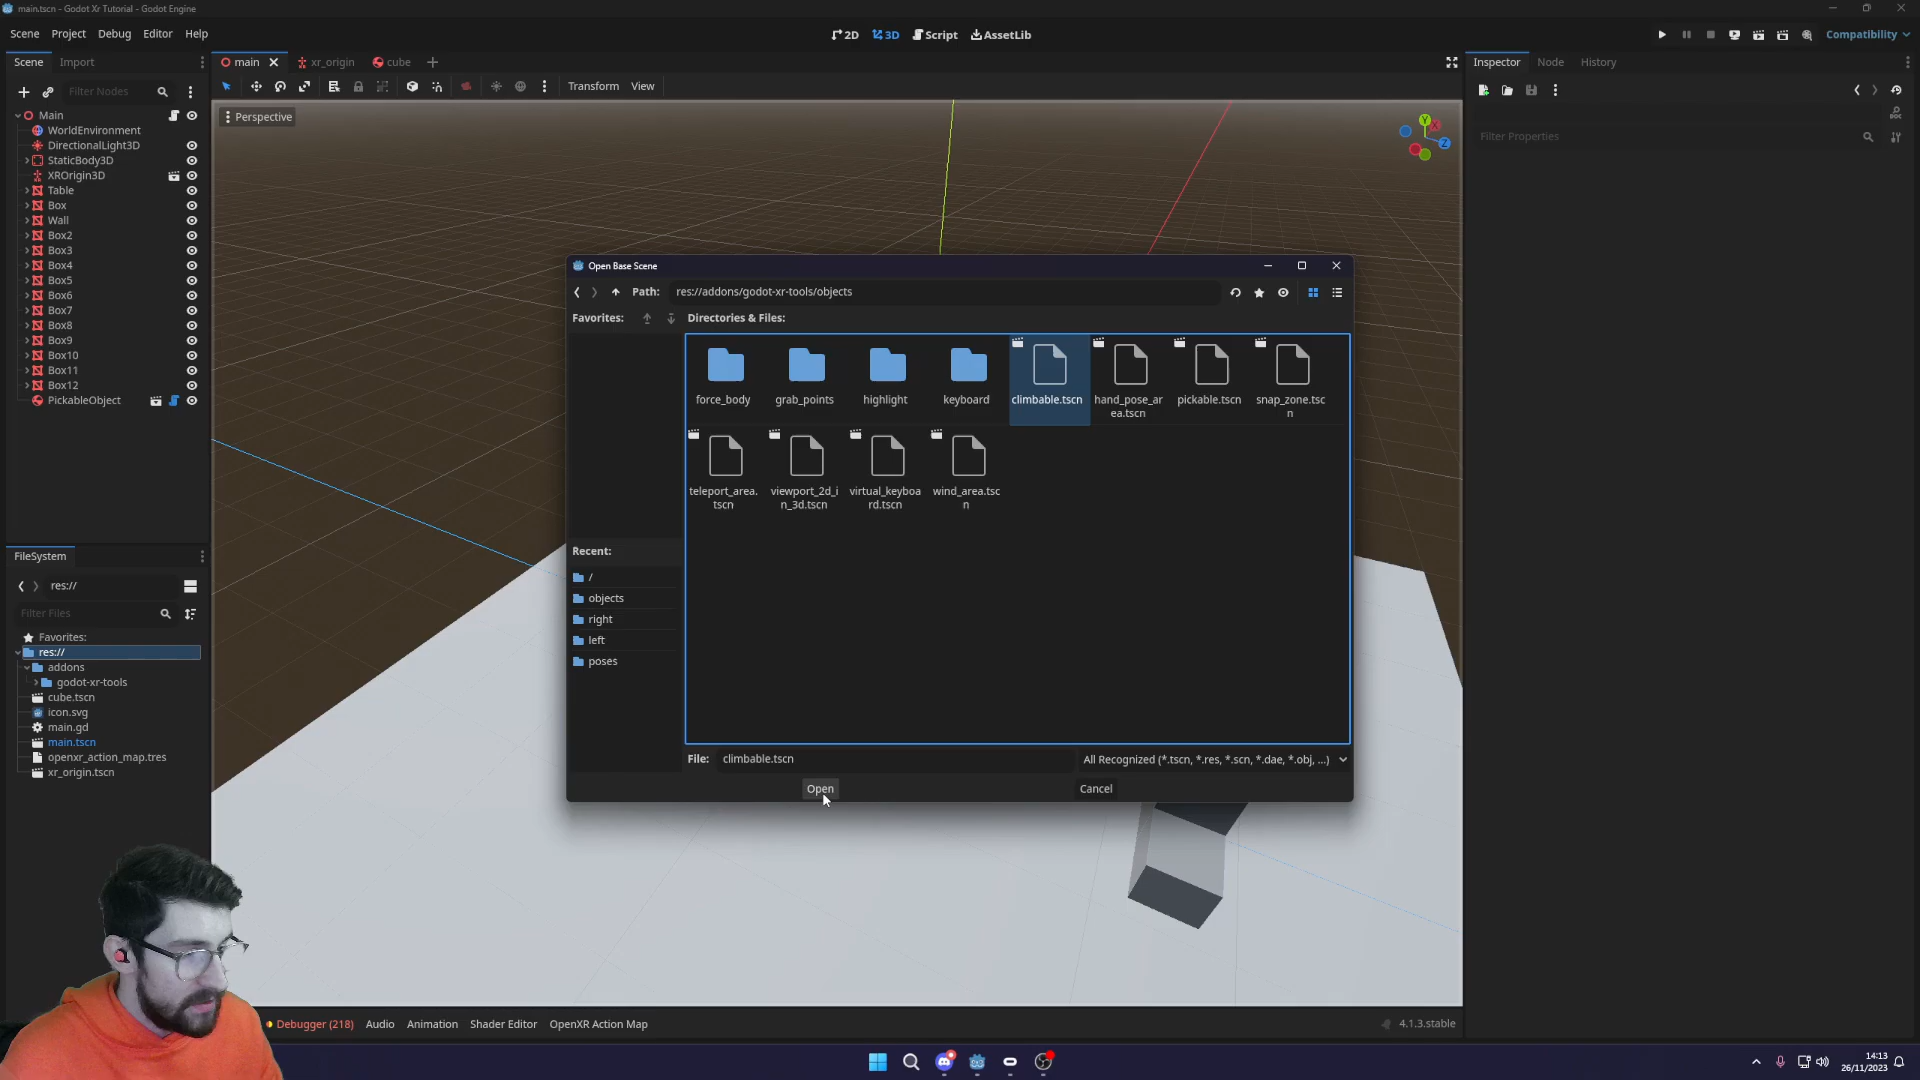 main.tscn - Godot Xr Tutorial - Godot Engine
Scene Project Debug Editor Help
2D 3D Script AssetLib
Compatibility
Scene Import
main xr_origin cube
Inspector Node History
Filter Nodes
Transform View
Perspective
Y X Z
Filter Properties
Main
WorldEnvironment
DirectionalLight3D
StaticBody3D
XROrigin3D
Table
Box
Wall
Box2
Box3
Box4
Box5
Box6
Box7
Box8
Box9
Box10
Box11
Box12
PickableObject
FileSystem
res://
Filter Files
Favorites:
res://
addons
godot-xr-tools
cube.tscn
icon.svg
main.gd
main.tscn
openxr_action_map.tres
xr_origin.tscn
Open Base Scene
Path: res://addons/godot-xr-tools/objects
Favorites:
Directories & Files:
force_body grab_points highlight keyboard climbable.tscn hand_pose_ar pickable.tscn snap_zone.tsc
ea.tscn n
teleport_area. viewport_2d_i virtual_keyboa wind_area.tsc
tscn n_3d.tscn rd.tscn n
Recent:
/
objects
right
left
poses
File: climbable.tscn All Recognized (*.tscn, *.res, *.scn, *.dae, *.obj, ...)
Open Cancel
Debugger (218) Audio Animation Shader Editor OpenXR Action Map
4.1.3.stable
14:13
26/11/2023